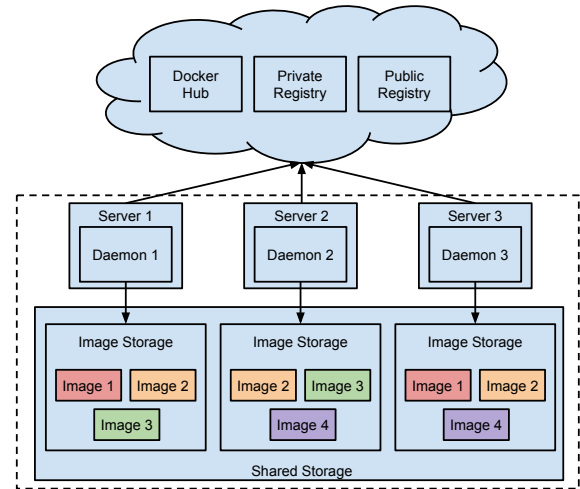 Docker
Hub
Private
Registry
Public
Registry
Server 1
Server 2
Server 3
Daemon 1
Daemon 2
Daemon 3
Image Storage
Image Storage
Image Storage
Image 1
Image 2
Image 3
Image 2
Image 3
Image 4
Image 1
Image 2
Image 4
Shared Storage